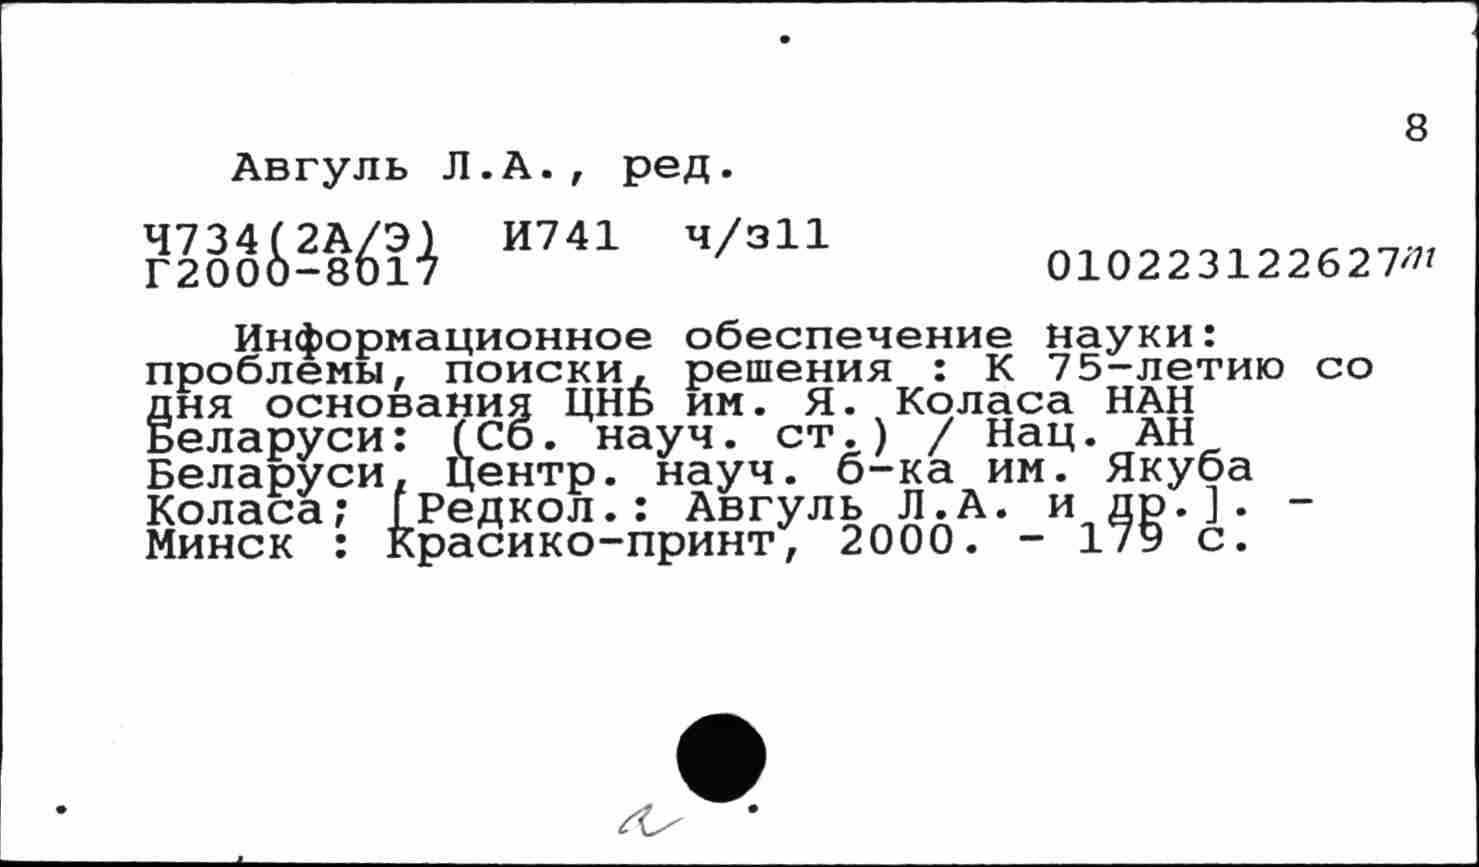 8
Авгуль Л.А., ред.
Ч734(2А/Э) И741 ч/з11
Г2000-8017
010223122627m
Информационное обеспечение науки:
проблемы, поиски, решения : К 75-летию со
дня основания ЦНБ им. Я. Коласа НАН
Беларуси: (Сб. науч. ст.) / Нац. АН
Беларуси, Центр. науч. б-ка им. Якуба
Коласа; [Редкол.: Авгуль Л.А. и др.]. -
Минск : Красико-принт, 2000. - 179 с.
а